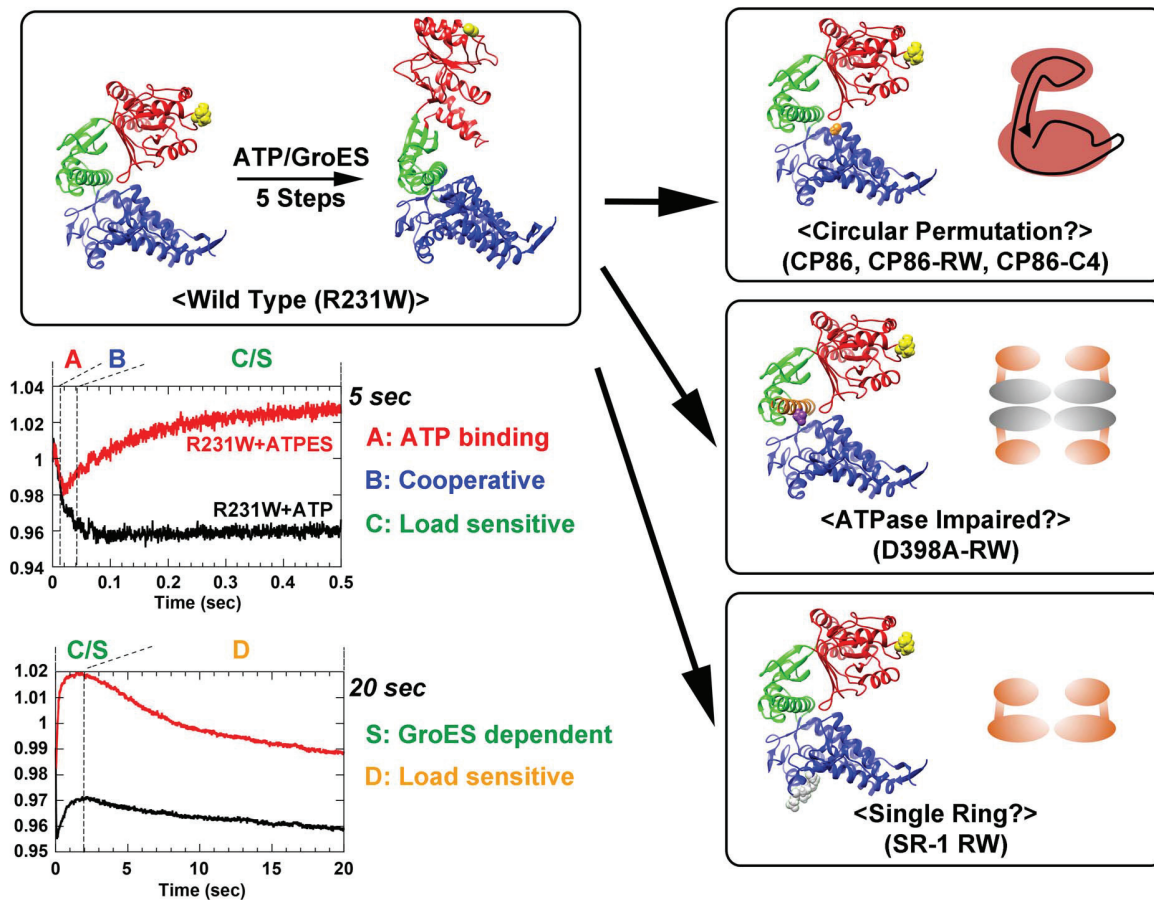 ATP/GroES
5 Steps
<Wild Type (R231W)>
<Circular Permutation?>
(CP86, CP86-RW, CP86-C4)
<ATPase Impaired?>
(D398A-RW)
<Single Ring?>
(SR-1 RW)
A B C/S
1.04
1.02
1
0.98
0.96
0.94
R231W+ATPES
R231W+ATP
0 0.1 0.2 0.3 0.4 0.5
Time (sec)
5 sec
A: ATP binding
B: Cooperative
C: Load sensitive
C/S D
1.02
1.01
1
0.99
0.98
0.97
0.96
0.95
0 5 10 15 20
Time (sec)
20 sec
S: GroES dependent
D: Load sensitive